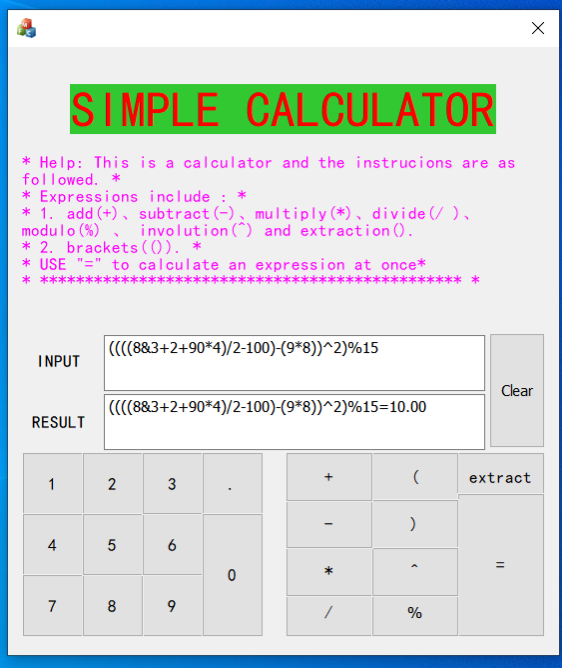 SIMPLE CALCULATOR
* Help: This is a calculator and the instrucions are as
followed. *
* Expressions include : *
* 1. add(+)、subtract(-)、multiply(*)、divide(/ )、
modulo(%) 、 involution(^) and extraction().
* 2. brackets(()). *
* USE "=" to calculate an expression at once*
* *********************************************** *
INPUT
((((8&3+2+90*4)/2-100)-(9*8))^2)%15
Clear
RESULT
((((8&3+2+90*4)/2-100)-(9*8))^2)%15=10.00
1 2 3 . + ( extract
4 5 6 0 - ) =
* ^
7 8 9 / %